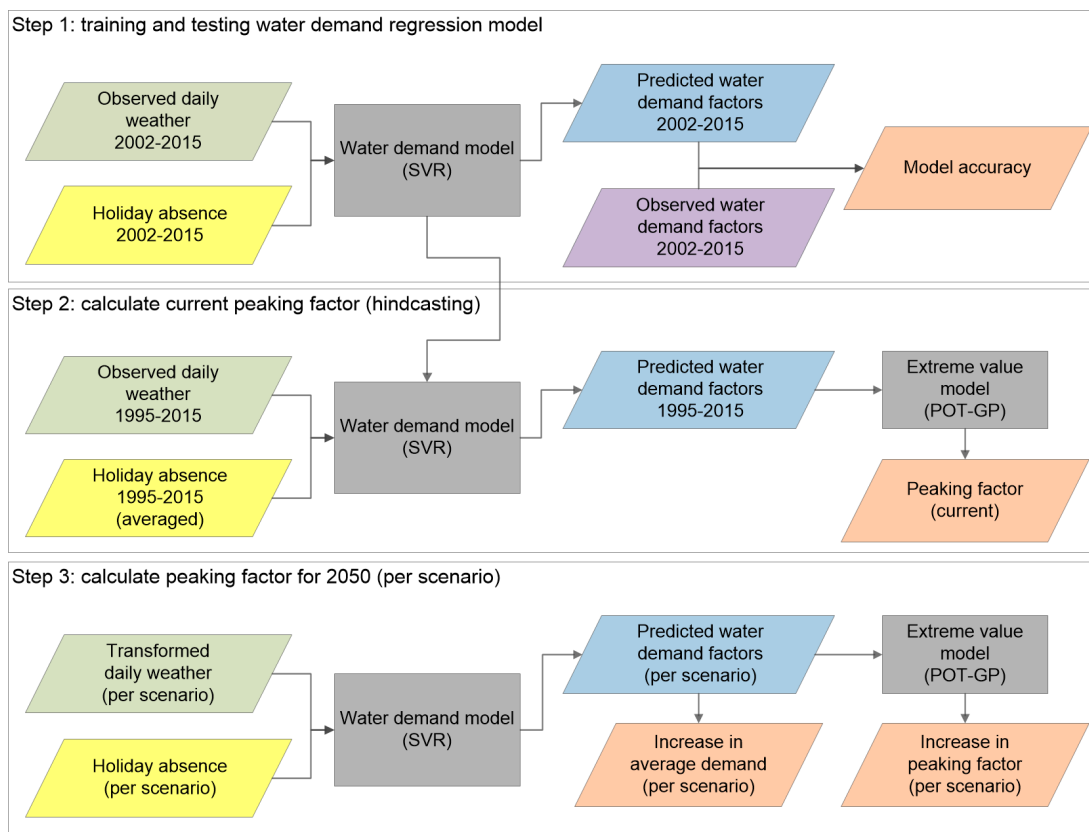 Step 1: training and testing water demand regression model
Observed daily
weather
2002-2015
Holiday absence
2002-2015
Water demand model
(SVR)
Predicted water
demand factors
2002-2015
Observed water
demand factors
2002-2015
Model accuracy
Step 2: calculate current peaking factor (hindcasting)
Observed daily
weather
1995-2015
Holiday absence
1995-2015
(averaged)
Water demand model
(SVR)
Predicted water
demand factors
1995-2015
Extreme value
model
(POT-GP)
Peaking factor
(current)
Step 3: calculate peaking factor for 2050 (per scenario)
Transformed
daily weather
(per scenario)
Holiday absence
(per scenario)
Water demand model
(SVR)
Predicted water
demand factors
(per scenario)
Extreme value
model
(POT-GP)
Increase in
average demand
(per scenario)
Increase in
peaking factor
(per scenario)